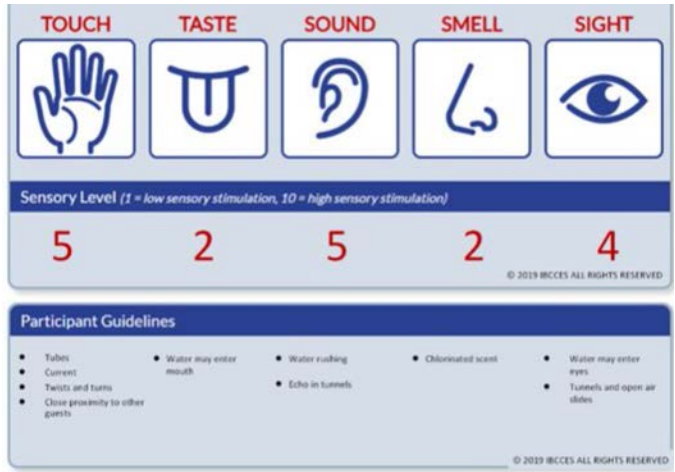 TOUCH TASTE SOUND SMELL SIGHT
Sensory Level (1 = low sensory stimulation, 10 = high sensory stimulation)
5 2 5 2 4
© 2019 IBCCES ALL RIGHTS RESERVED
Participant Guidelines
• Tubes
• Current
• Twists and turns
• Close proximity to other
guests
• Water may enter
mouth
• Water rushing
• Echo in tunnels
• Chlorinated scent
• Water may enter
eyes
• Tunnels and open air
slides
© 2019 IBCCES ALL RIGHTS RESERVED